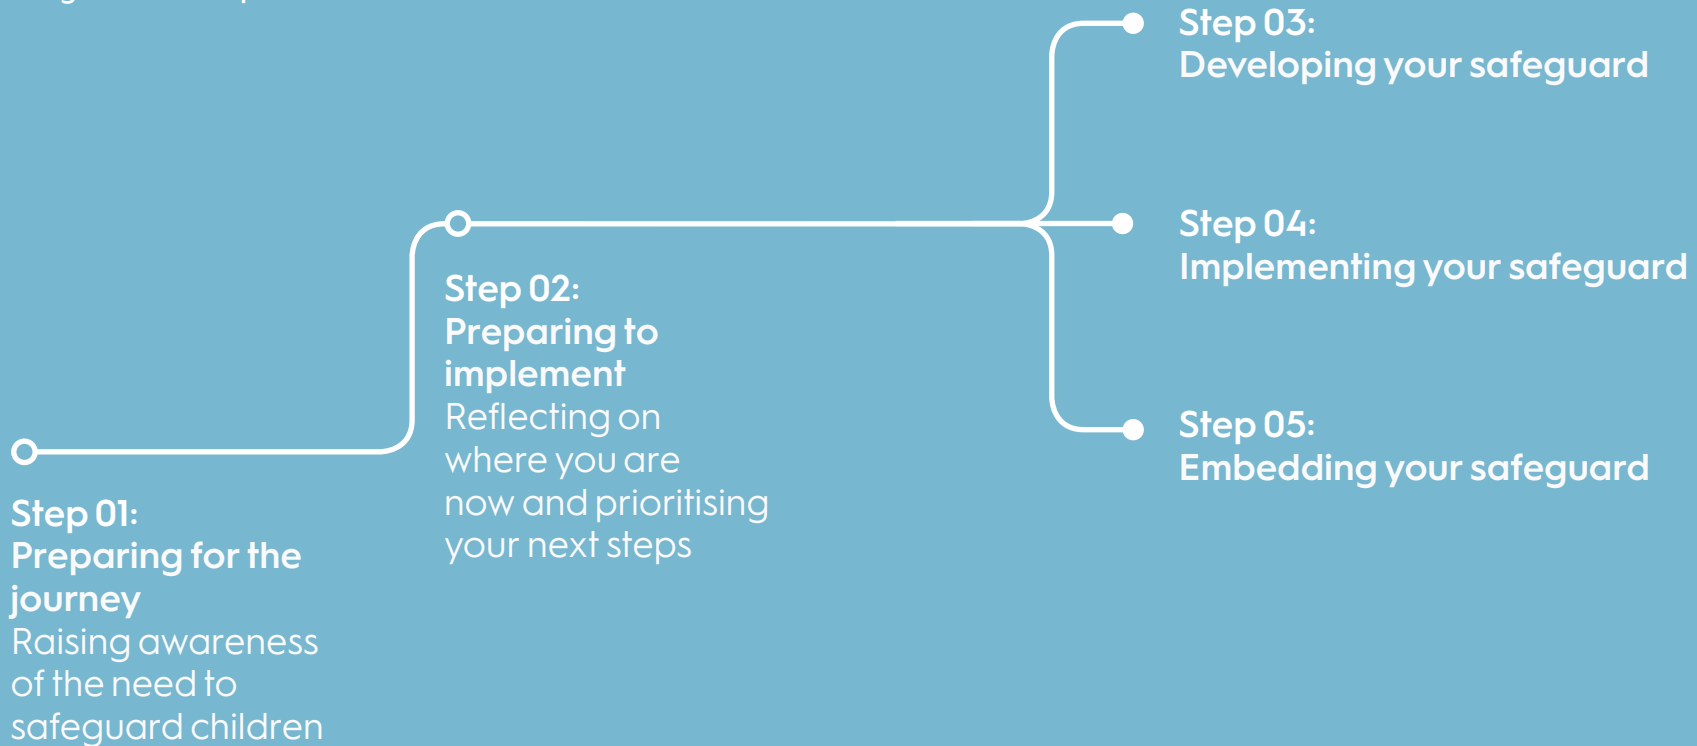 Step 01:
Preparing for the
journey
Raising awareness
of the need to
safeguard children
Step 02:
Preparing to
implement
Reflecting on
where you are
now and prioritising
your next steps
Step 03:
Developing your safeguard
Step 04:
Implementing your safeguard
Step 05:
Embedding your safeguard